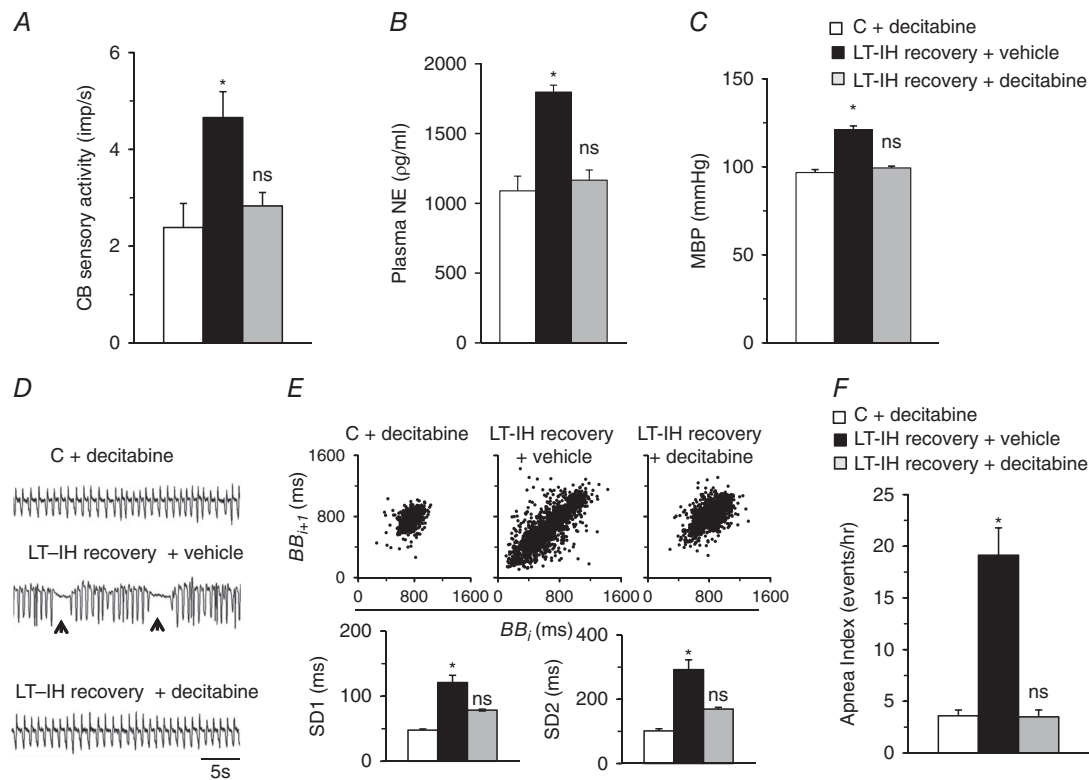 A
B
C
C + decitabine
LT-IH recovery + vehicle
LT-IH recovery + decitabine
CB sensory activity (imp/s)
6
4
2
0
*
ns
Plasma NE (ρg/ml)
2000
1500
1000
500
0
*
ns
MBP (mmHg)
150
100
50
0
*
ns
D
C + decitabine
LT–IH recovery + vehicle
LT–IH recovery + decitabine
5s
E
C + decitabine
LT-IH recovery
+ vehicle
LT-IH recovery
+ decitabine
BBi+1 (ms)
1600
800
0
0 800 1600
0 800 1600
0 800 1600
BBi (ms)
SD1 (ms)
200
100
0
*
ns
SD2 (ms)
400
200
0
*
ns
F
C + decitabine
LT-IH recovery + vehicle
LT-IH recovery + decitabine
Apnea Index (events/hr)
25
20
15
10
5
0
*
ns